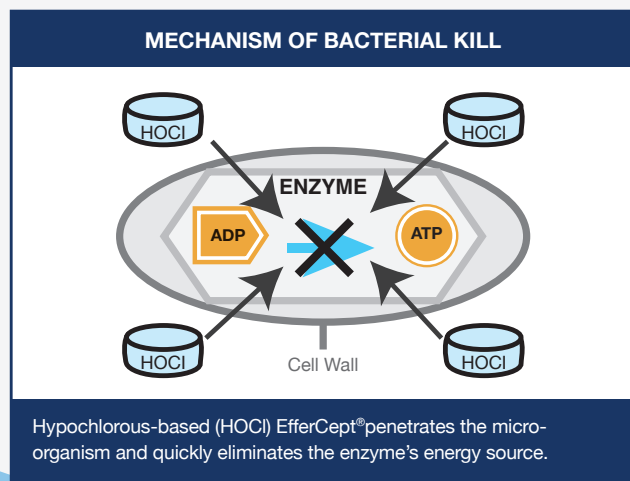 MECHANISM OF BACTERIAL KILL
HOCl
HOCl
ENZYME
ADP
ATP
HOCl
HOCl
Cell Wall
Hypochlorous-based (HOCl) EfferCept®penetrates the micro-
organism and quickly eliminates the enzyme’s energy source.